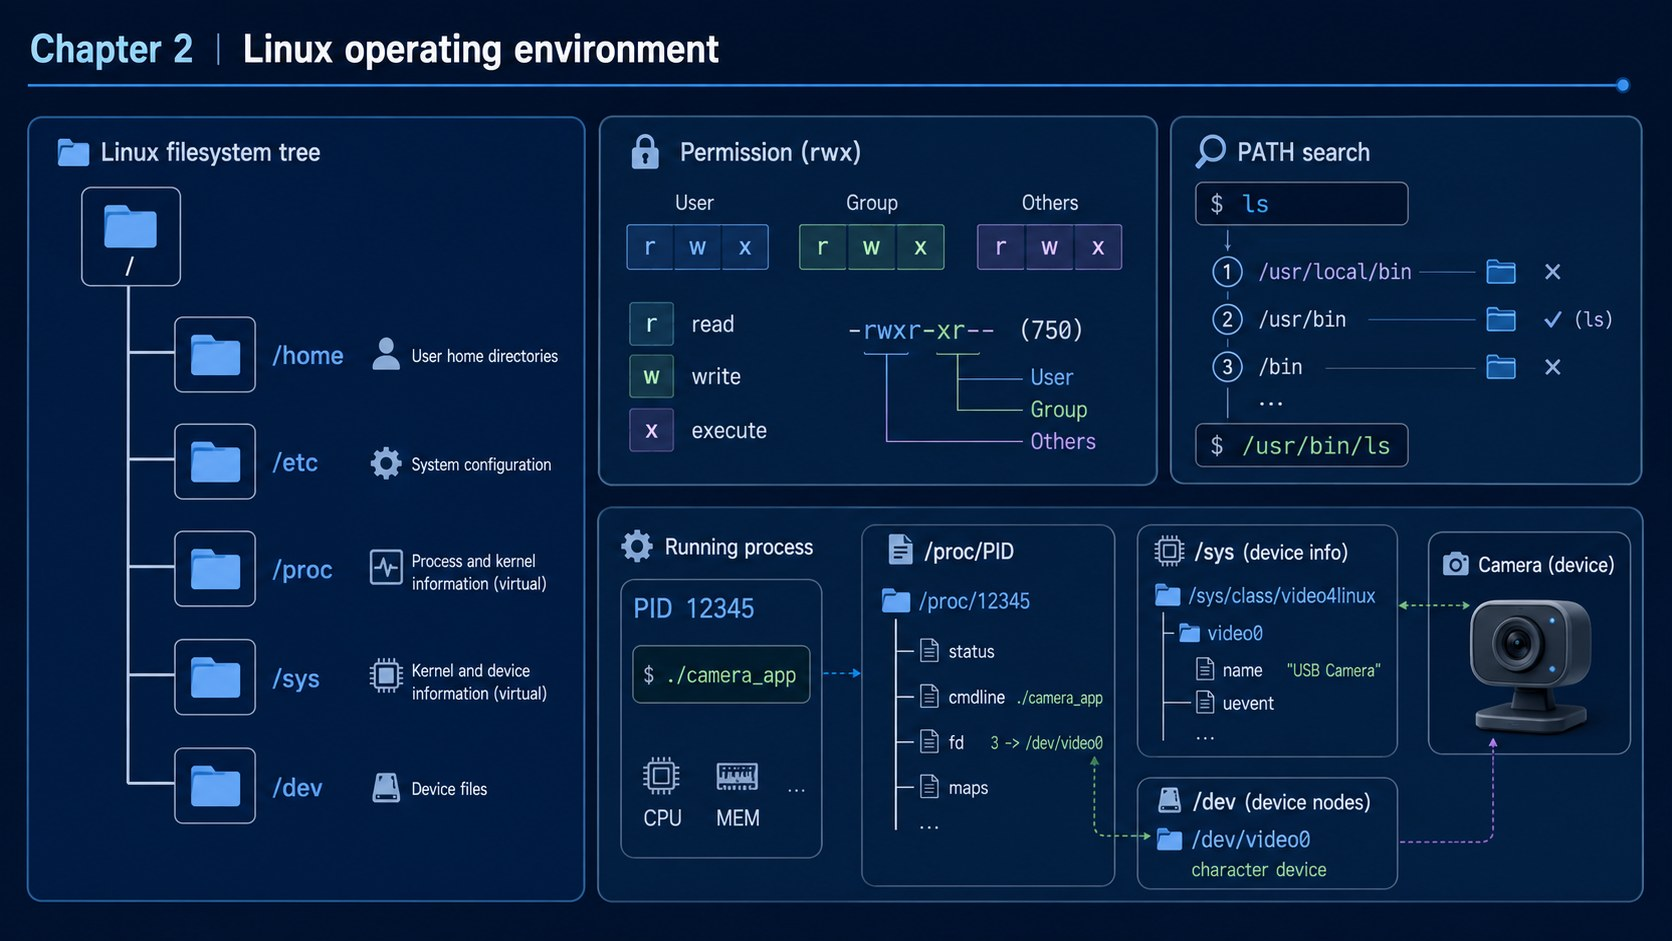 Chapter 2 | Linux operating environment
Linux filesystem tree
/
/home User home directories
/etc System configuration
/proc Process and kernel
information (virtual)
/sys Kernel and device
information (virtual)
/dev Device files
Permission (rwx)
User Group Others
r w x r w x r w x
r read
w write
x execute
-rwxr-xr-- (750)
User
Group
Others
PATH search
$ ls
1 /usr/local/bin ×
2 /usr/bin ✓ (ls)
3 /bin ×
...
$ /usr/bin/ls
Running process
PID 12345
$ ./camera_app
CPU MEM ...
/proc/PID
/proc/12345
status
cmdline ./camera_app
fd 3 -> /dev/video0
maps
...
/sys (device info)
/sys/class/video4linux
video0
name "USB Camera"
uevent
...
/dev (device nodes)
/dev/video0
character device
Camera (device)